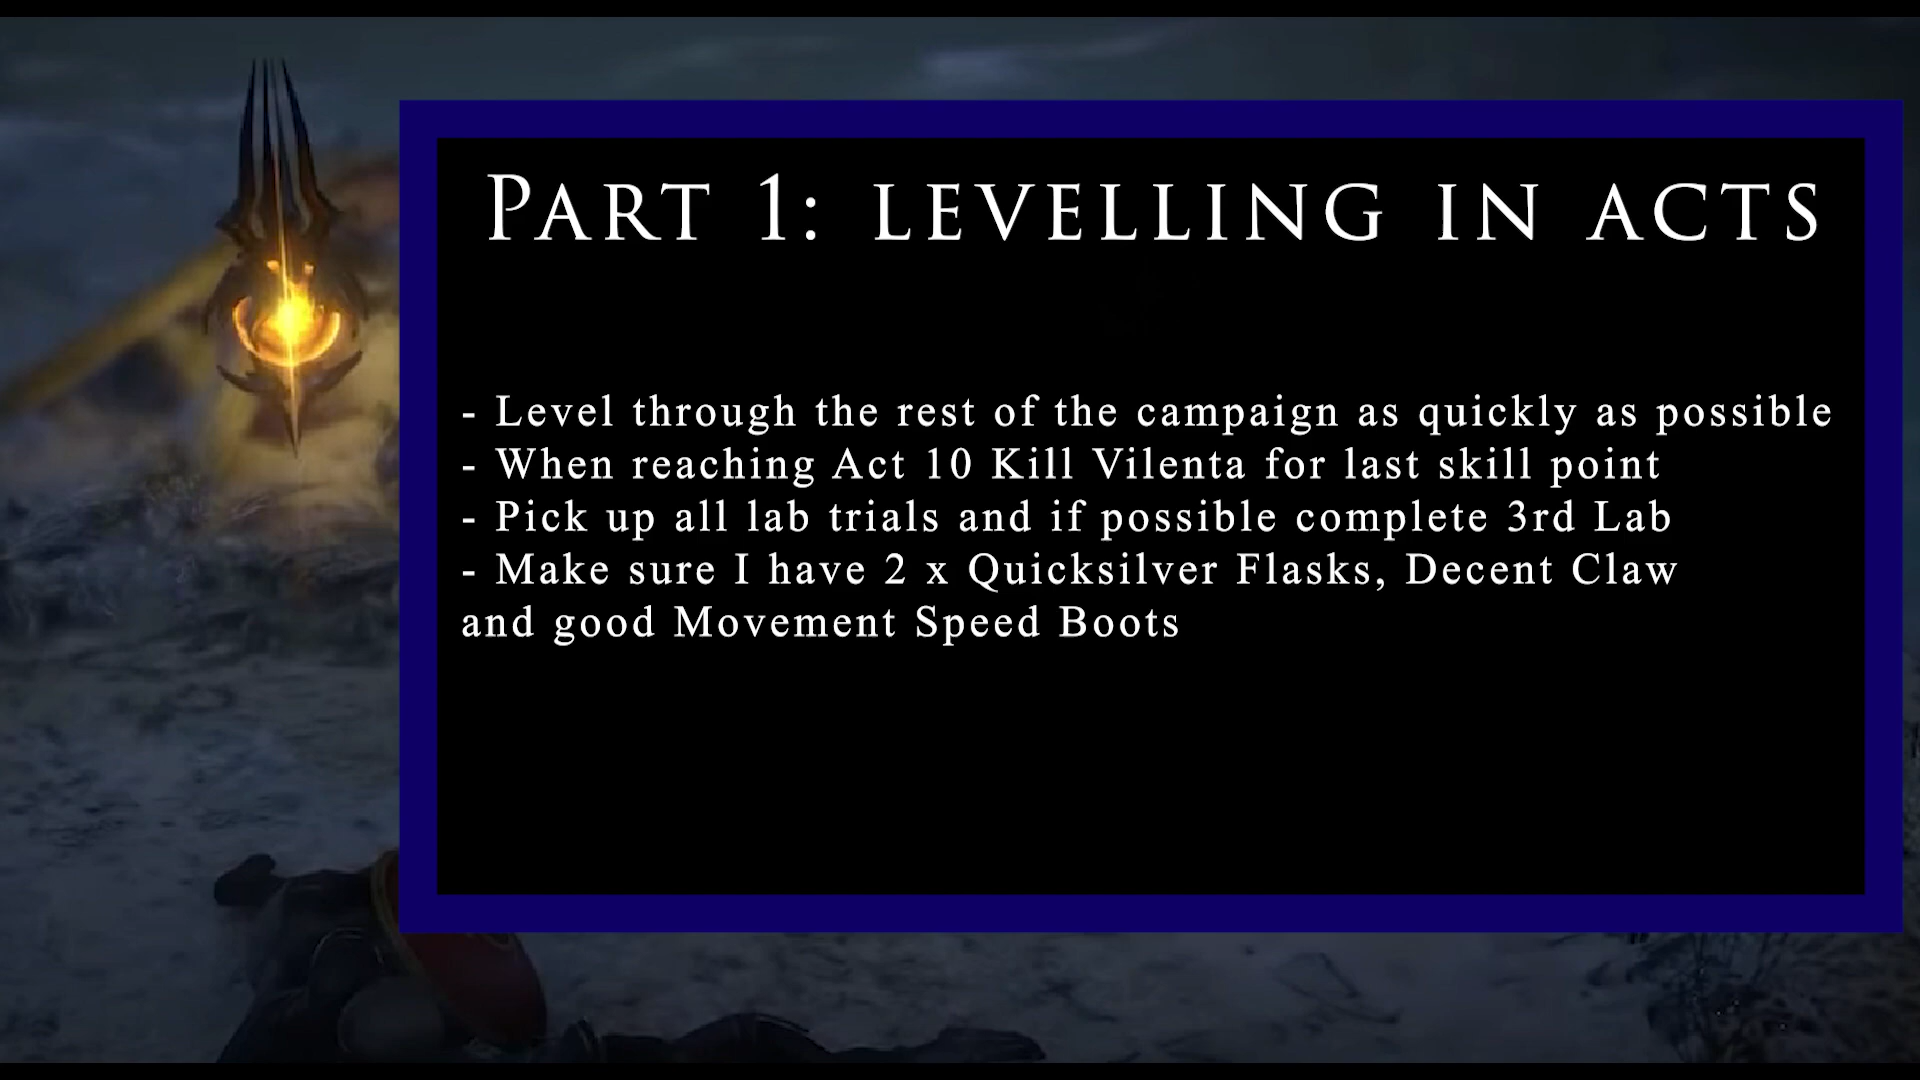 PART 1: LEVELLING IN ACTS
- Level through the rest of the campaign as quickly as possible
- When reaching Act 10 Kill Vilenta for last skill point
- Pick up all lab trials and if possible complete 3rd Lab
- Make sure I have 2 x Quicksilver Flasks, Decent Claw
and good Movement Speed Boots